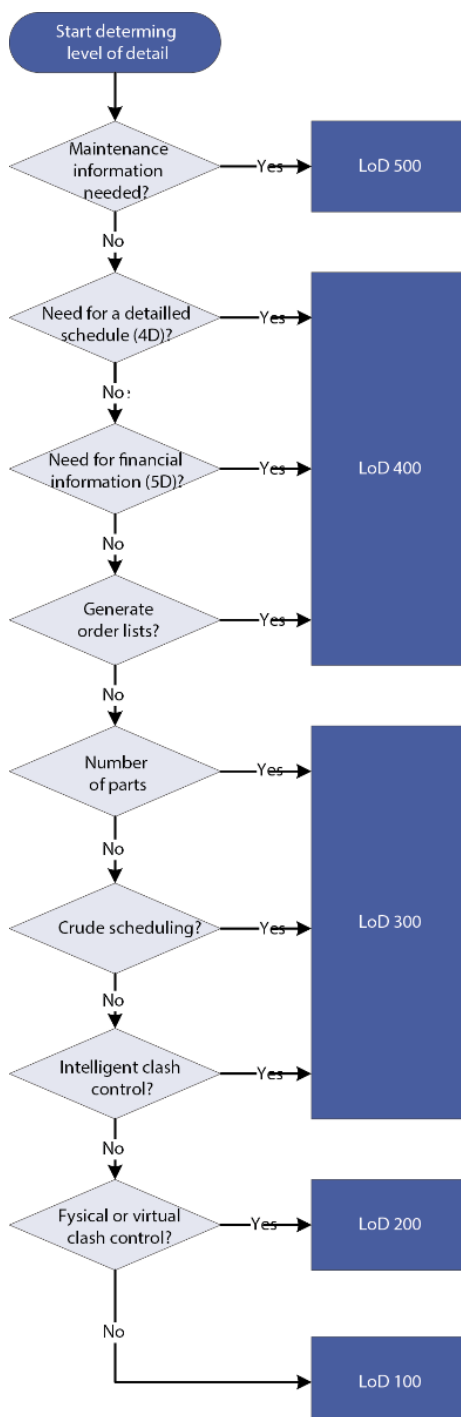 Start determing
level of detail
Maintenance
information
needed?
Yes
LoD 500
No
Need for a detailled
schedule (4D)?
Yes
No:
Need for financial
information (5D)?
Yes
LoD 400
No
Generate
order lists?
Yes
No
Number
of parts
Yes
No
Crude scheduling?
Yes
LoD 300
No
Intelligent clash
control?
Yes
No
Fysical or virtual
clash control?
Yes
LoD 200
No
LoD 100